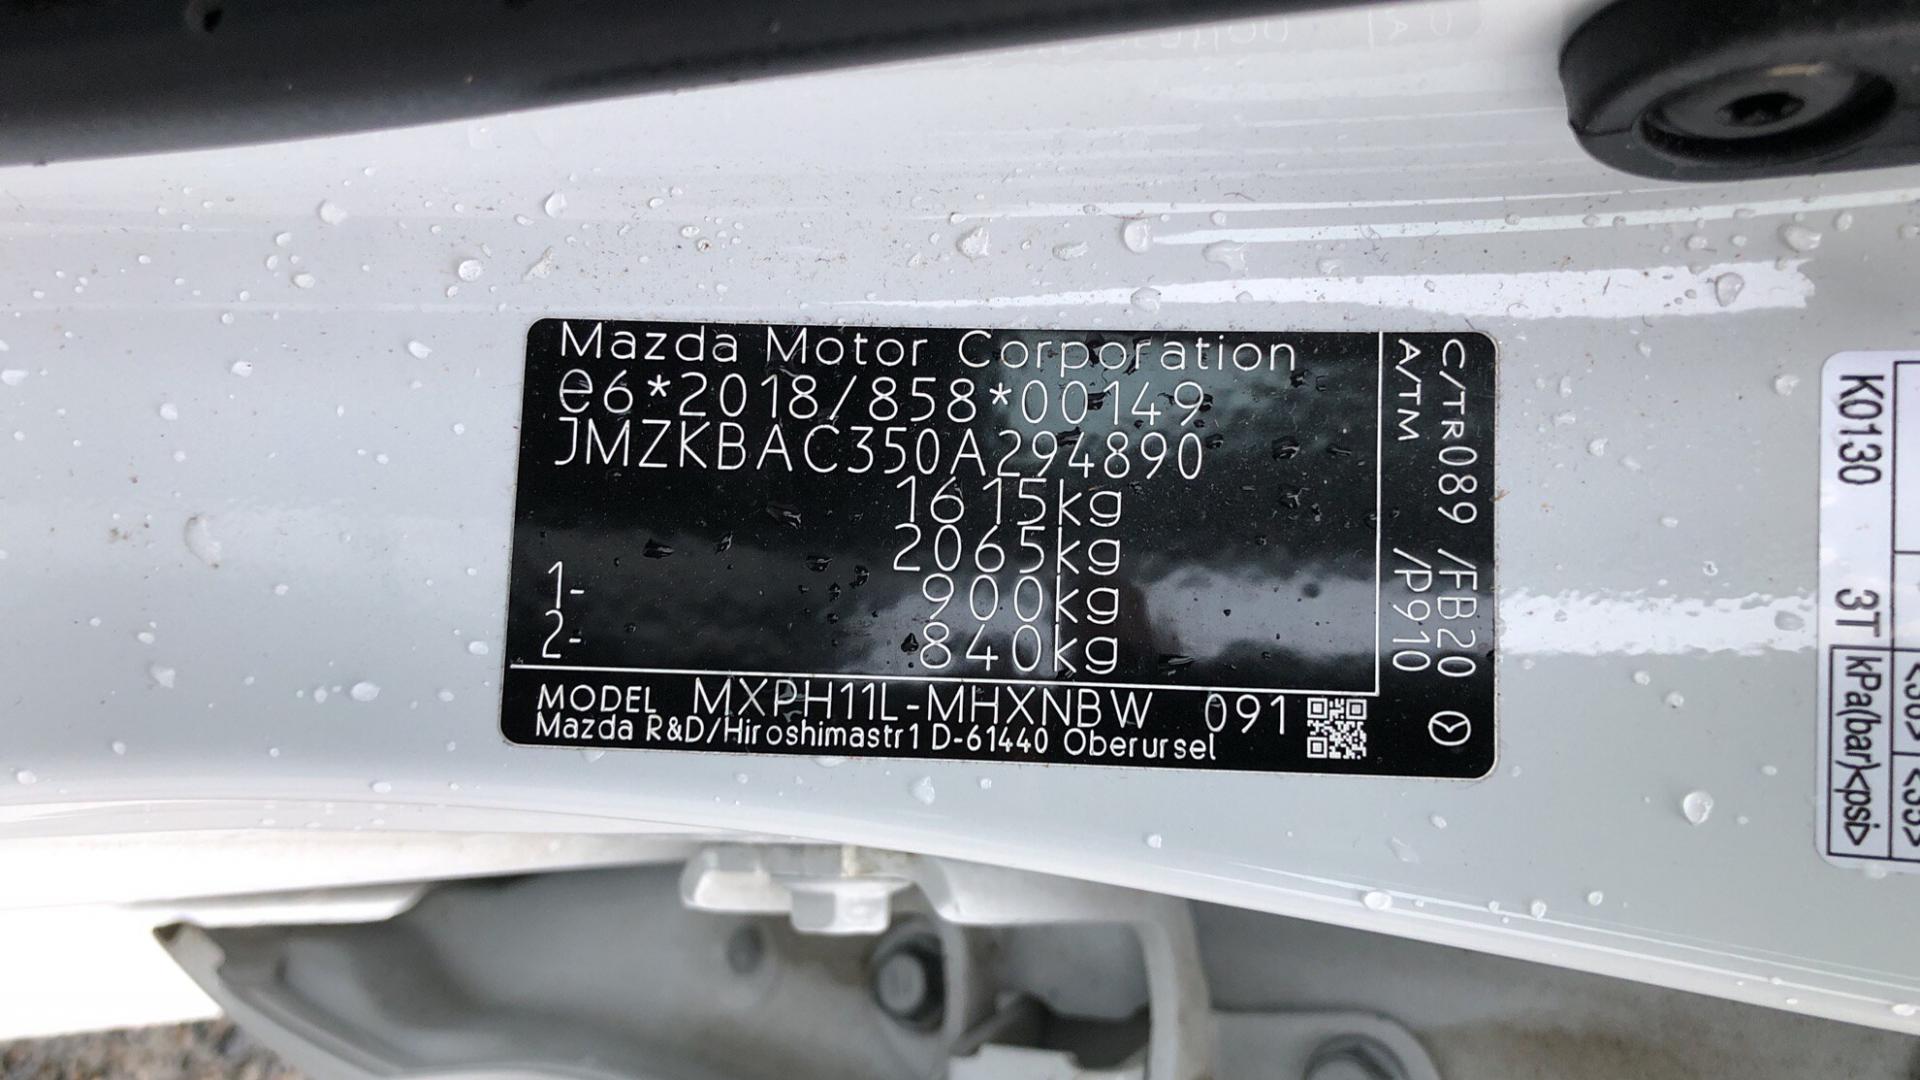 Mazda Motor Corporation
e6*2018/858*00149
JMZKBAC350A294890
1615kg
2065kg
1- 900kg
2- 840kg
MODEL MXPH11L-MHXNBW 091
Mazda R&D/Hiroshimastr1 D-61440 Oberursel
C/TR089 /FB20
A/TM /P910
K0130 3T
kPa(bar)<psi>